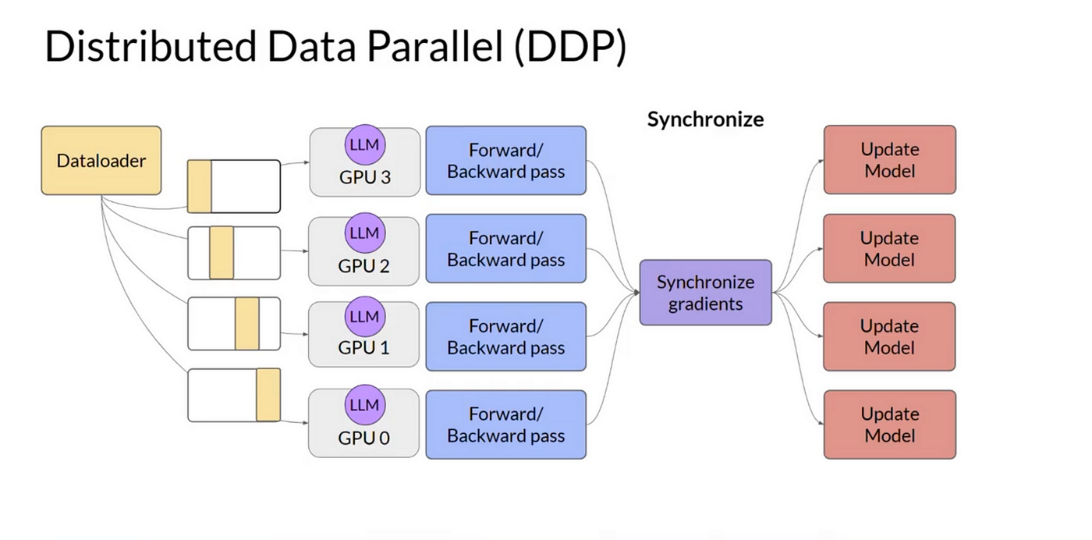 Distributed Data Parallel (DDP)
Synchronize
Dataloader
LLM
GPU 3
Forward/
Backward pass
Update
Model
LLM
GPU 2
Forward/
Backward pass
Update
Model
Synchronize
gradients
LLM
GPU 1
Forward/
Backward pass
Update
Model
LLM
GPU 0
Forward/
Backward pass
Update
Model